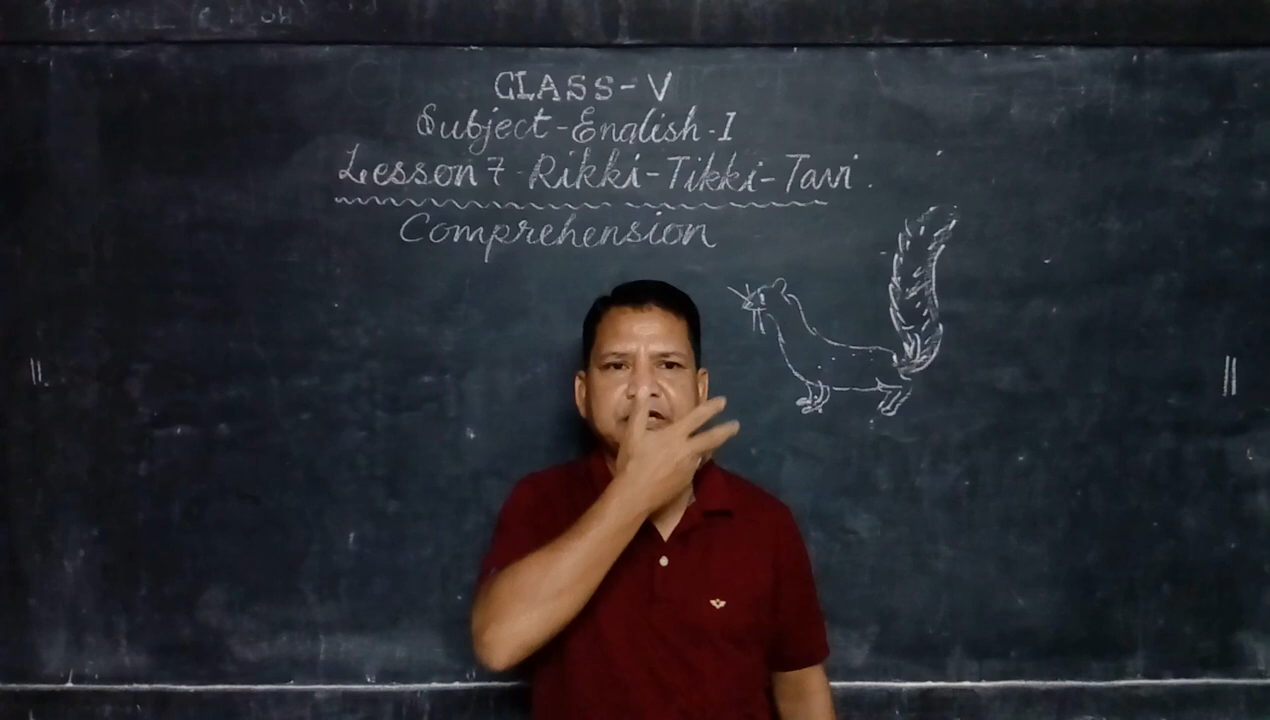 CLASS-V
Subject-English-I
Lesson 7 Rikki-Tikki-Tavi.
Comprehension